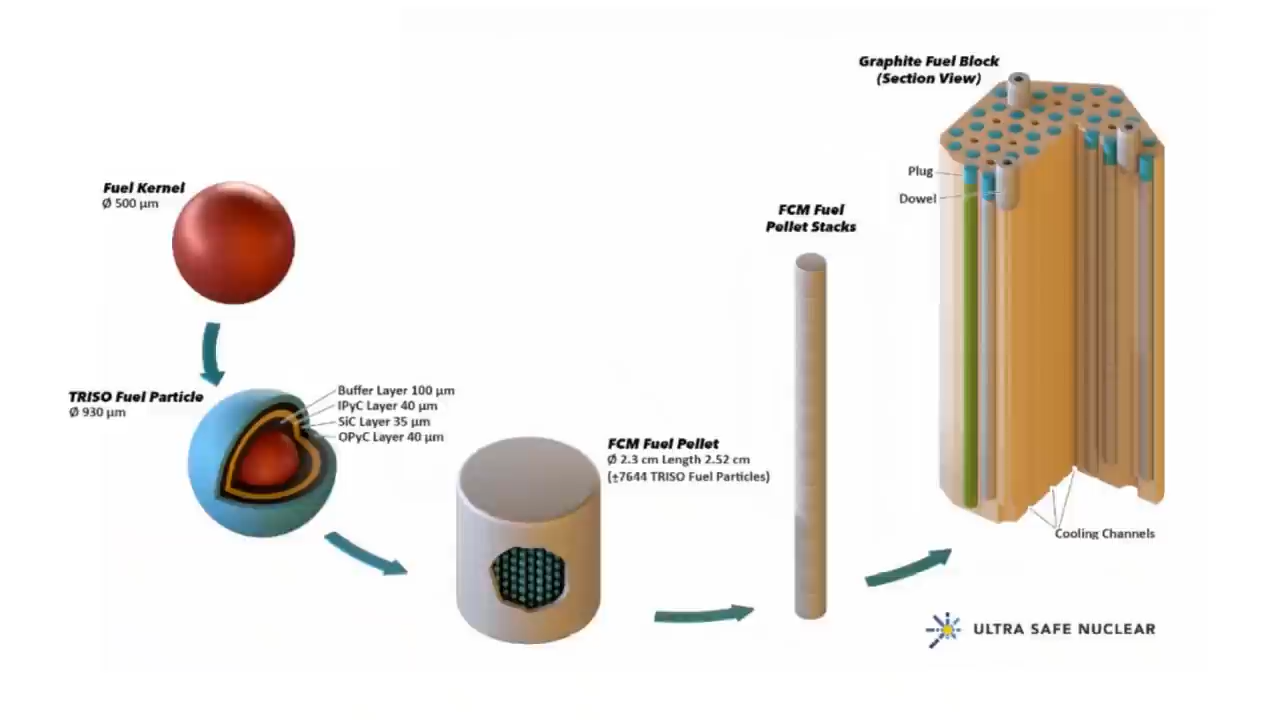 Fuel Kernel
Ø 500 µm
TRISO Fuel Particle
Ø 930 µm
Buffer Layer 100 µm
IPyC Layer 40 µm
SiC Layer 35 µm
OPyC Layer 40 µm
FCM Fuel Pellet
Ø 2.3 cm Length 2.52 cm
(±7644 TRISO Fuel Particles)
FCM Fuel
Pellet Stacks
Graphite Fuel Block
(Section View)
Plug
Dowel
Cooling Channels
ULTRA SAFE NUCLEAR